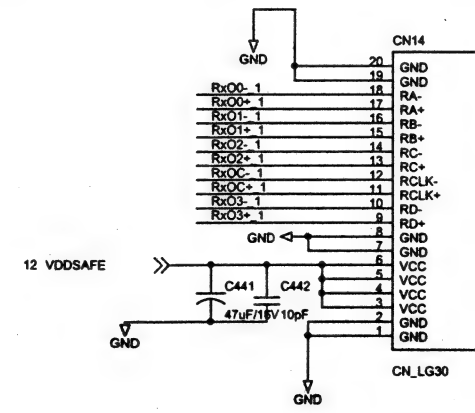 CN14
GND
20 GND
19 GND
RxO0-_1 18 RA-
RxO0+_1 17 RA+
RxO1-_1 16 RB-
RxO1+_1 15 RB+
RxO2-_1 14 RC-
RxO2+_1 13 RC+
RxOC-_1 12 RCLK-
RxOC+_1 11 RCLK+
RxO3-_1 10 RD-
RxO3+_1 9 RD+
GND 8 GND
7 GND
12 VDDSAFE 6 VCC
5 VCC
C441 C442 4 VCC
47uF/16V 10pF 3 VCC
2 GND
GND 1 GND
CN_LG30
GND